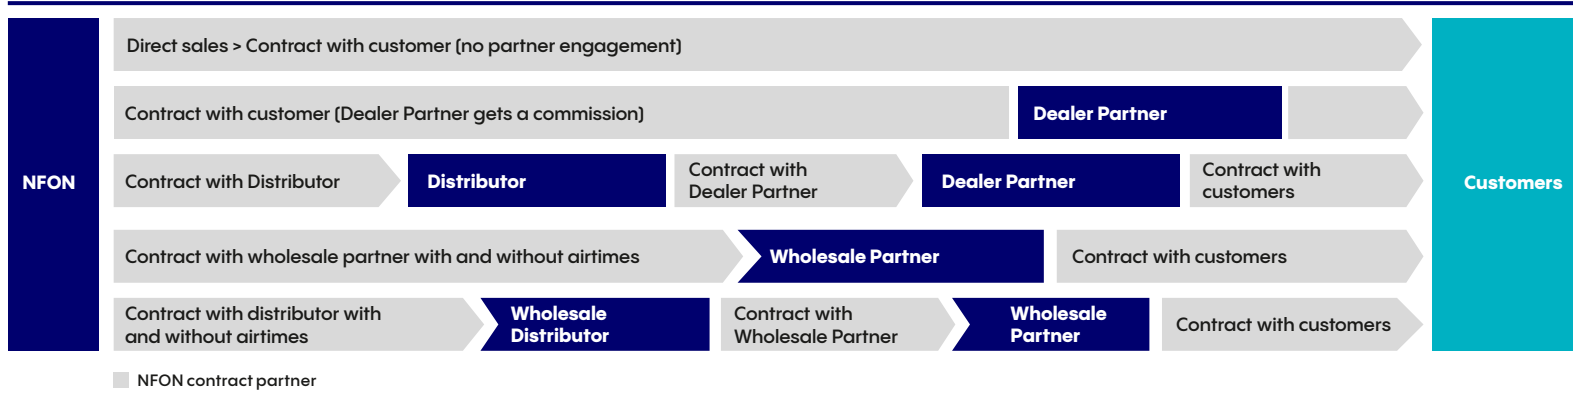 NFON
Direct sales > Contract with customer (no partner engagement)
Contract with customer (Dealer Partner gets a commission)
Dealer Partner
Contract with Distributor
Distributor
Contract with
Dealer Partner
Dealer Partner
Contract with
customers
Contract with wholesale partner with and without airtimes
Wholesale Partner
Contract with customers
Contract with distributor with
and without airtimes
Wholesale
Distributor
Contract with
Wholesale Partner
Wholesale
Partner
Contract with customers
Customers
NFON contract partner